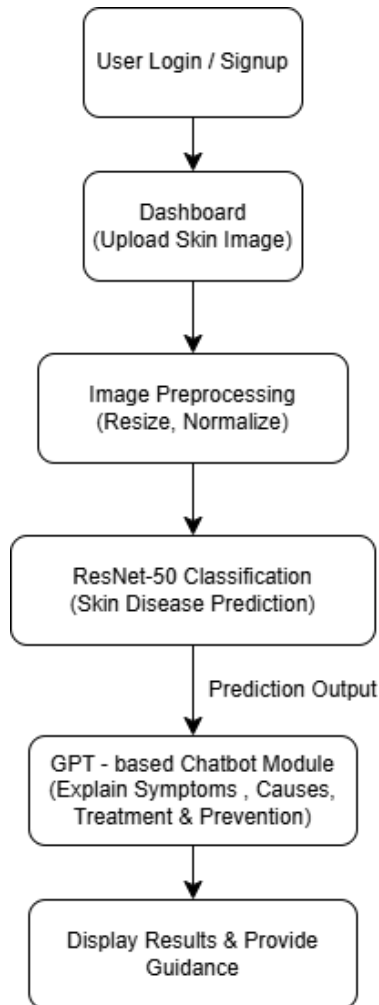 User Login / Signup
Dashboard
(Upload Skin Image)
Image Preprocessing
(Resize, Normalize)
ResNet-50 Classification
(Skin Disease Prediction)
Prediction Output
GPT - based Chatbot Module
(Explain Symptoms , Causes,
Treatment & Prevention)
Display Results & Provide
Guidance